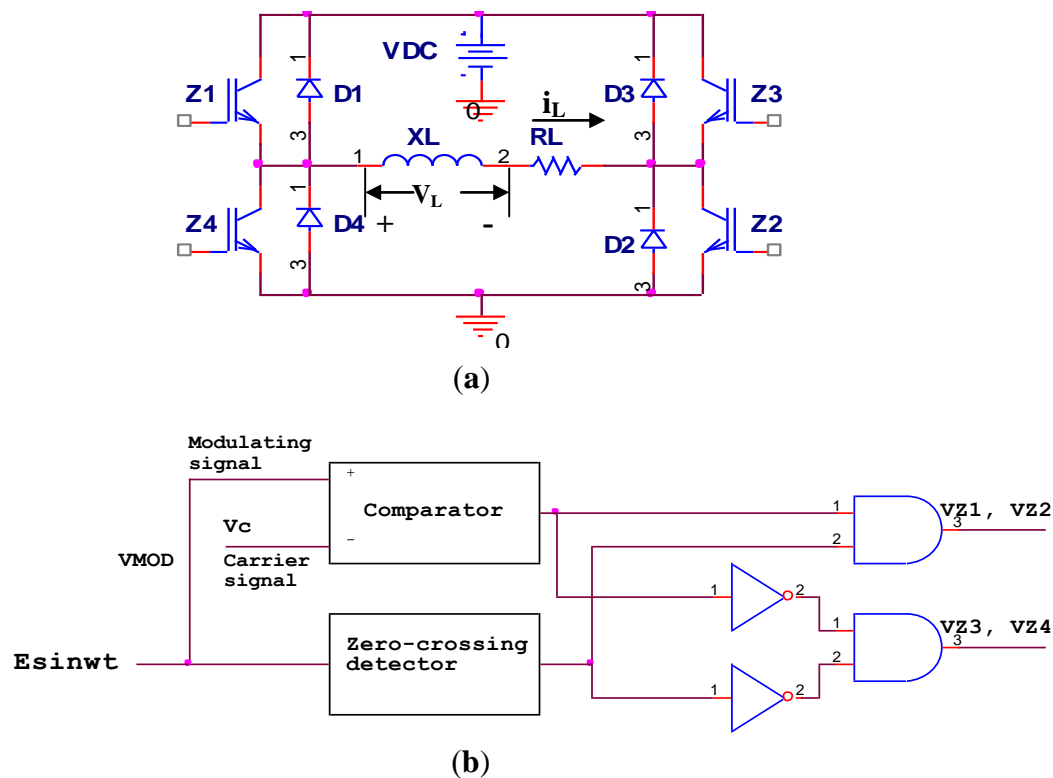 VDC
Z1
1
D1
3
0
iL
1
D3
3
Z3
1
XL
2
RL
VL
+
-
Z4
1
D4
3
1
D2
3
Z2
0
(a)
Modulating
signal
+
Comparator
Vc
-
Carrier
signal
VMOD
Zero-crossing
detector
Esinwt
1
2
3
VZ1, VZ2
1
2
1
2
3
VZ3, VZ4
1
2
(b)